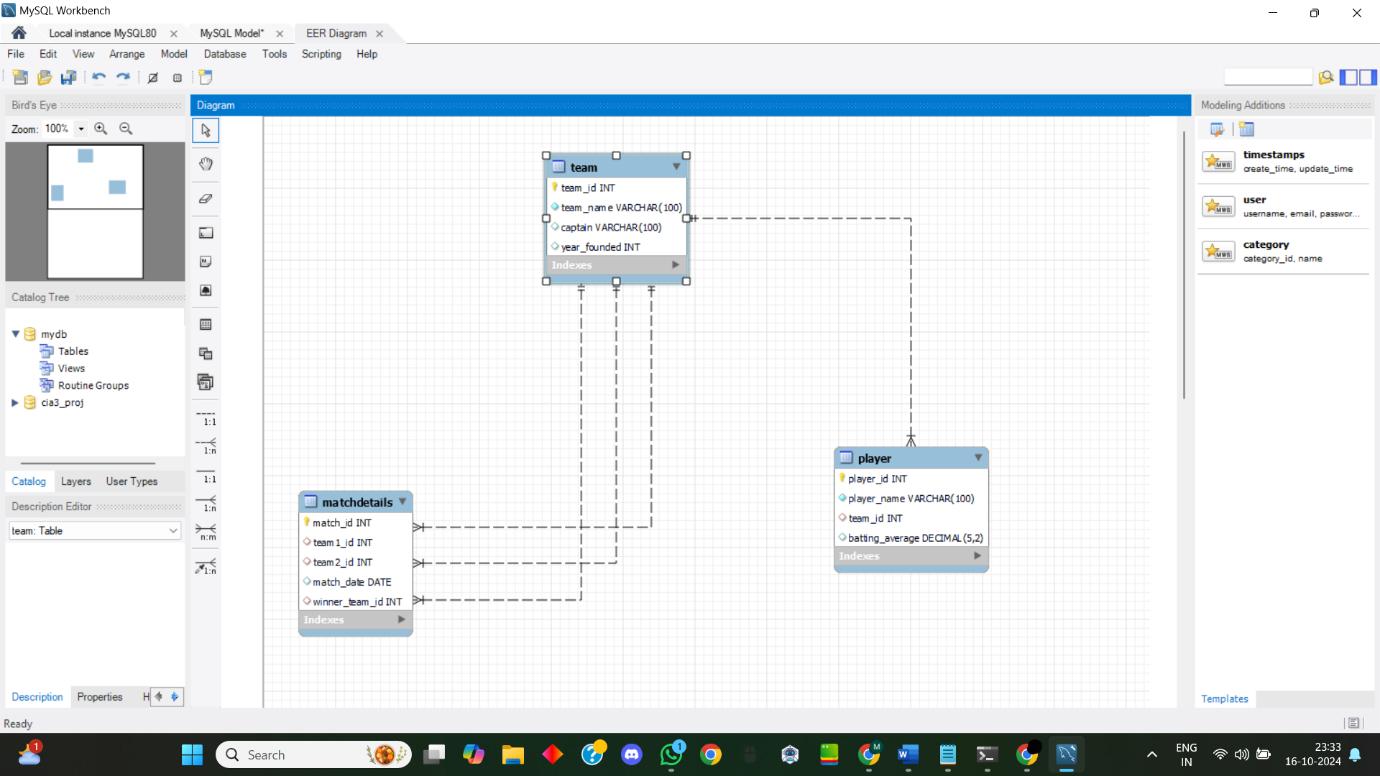 MySQL Workbench
Local instance MySQL80
MySQL Model*
EER Diagram
File Edit View Arrange Model Database Tools Scripting Help
Bird's Eye
Zoom: 100%
Catalog Tree
mydb
Tables
Views
Routine Groups
cia3_proj
Catalog Layers User Types
Description Editor
team: Table
Description Properties H
Ready
Diagram
1:1
1:n
1:1
1:n
n:m
1:n
team
team_id INT
team_name VARCHAR(100)
captain VARCHAR(100)
year_founded INT
Indexes
matchdetails
match_id INT
team1_id INT
team2_id INT
match_date DATE
winner_team_id INT
Indexes
player
player_id INT
player_name VARCHAR(100)
team_id INT
batting_average DECIMAL(5,2)
Indexes
Modeling Additions
MWB
timestamps
create_time, update_time
MWB
user
username, email, passwor...
MWB
category
category_id, name
Templates
1
Search
1
M
ENG
IN
23:33
16-10-2024